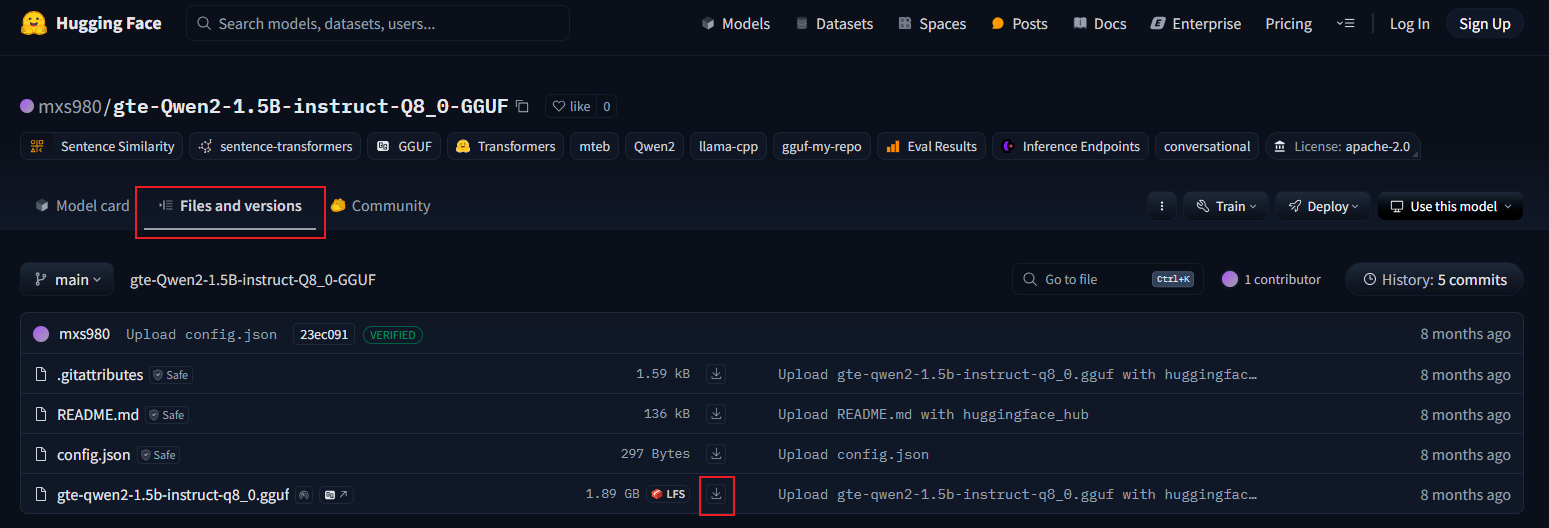 Hugging Face Search models, datasets, users... Models Datasets Spaces Posts Docs Enterprise Pricing Log In Sign Up
mxs980/gte-Qwen2-1.5B-instruct-Q8_0-GGUF like 0
Sentence Similarity sentence-transformers GGUF Transformers mteb Qwen2 llama-cpp gguf-my-repo Eval Results Inference Endpoints conversational License: apache-2.0
Model card Files and versions Community Train Deploy Use this model
main gte-Qwen2-1.5B-instruct-Q8_0-GGUF Go to file Ctrl+K 1 contributor History: 5 commits
mxs980 Upload config.json 23ec091 VERIFIED 8 months ago
.gitattributes Safe 1.59 kB Upload gte-qwen2-1.5b-instruct-q8_0.gguf with huggingfac… 8 months ago
README.md Safe 136 kB Upload README.md with huggingface_hub 8 months ago
config.json Safe 297 Bytes Upload config.json 8 months ago
gte-qwen2-1.5b-instruct-q8_0.gguf 1.89 GB LFS Upload gte-qwen2-1.5b-instruct-q8_0.gguf with huggingfac… 8 months ago